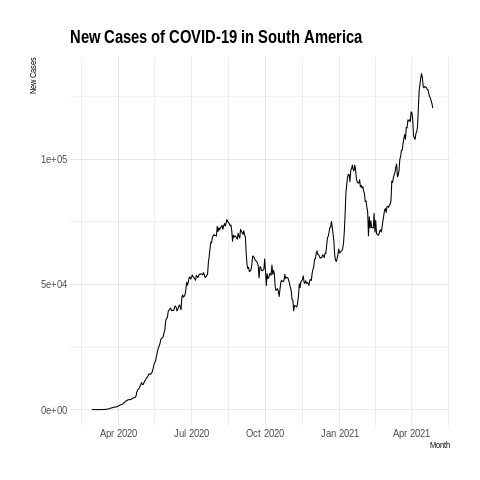 New Cases of COVID-19 in South America
New Cases
1e+05
5e+04
0e+00
Apr 2020 Jul 2020 Oct 2020 Jan 2021 Apr 2021
Month